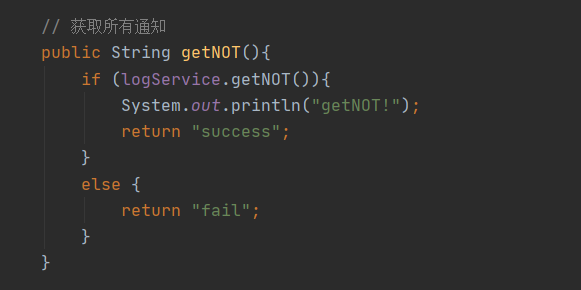 // 获取所有通知
public String getNOT(){
if (logService.getNOT()){
System.out.println("getNOT!");
return "success";
}
else {
return "fail";
}
}